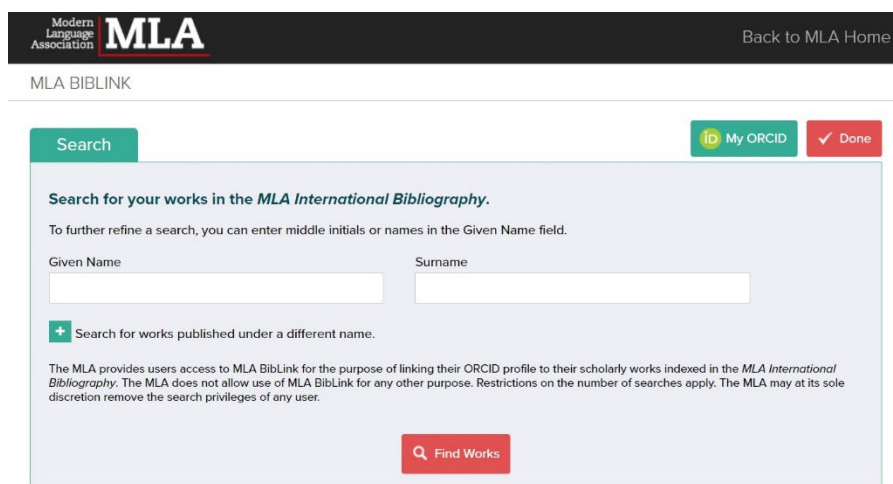 Modern
Language
Association
MLA
Back to MLA Home
MLA BIBLINK
Search
iD My ORCID
Done
Search for your works in the MLA International Bibliography.
To further refine a search, you can enter middle initials or names in the Given Name field.
Given Name
Surname
+ Search for works published under a different name.
The MLA provides users access to MLA BibLink for the purpose of linking their ORCID profile to their scholarly works indexed in the MLA International
Bibliography. The MLA does not allow use of MLA BibLink for any other purpose. Restrictions on the number of searches apply. The MLA may at its sole
discretion remove the search privileges of any user.
Find Works